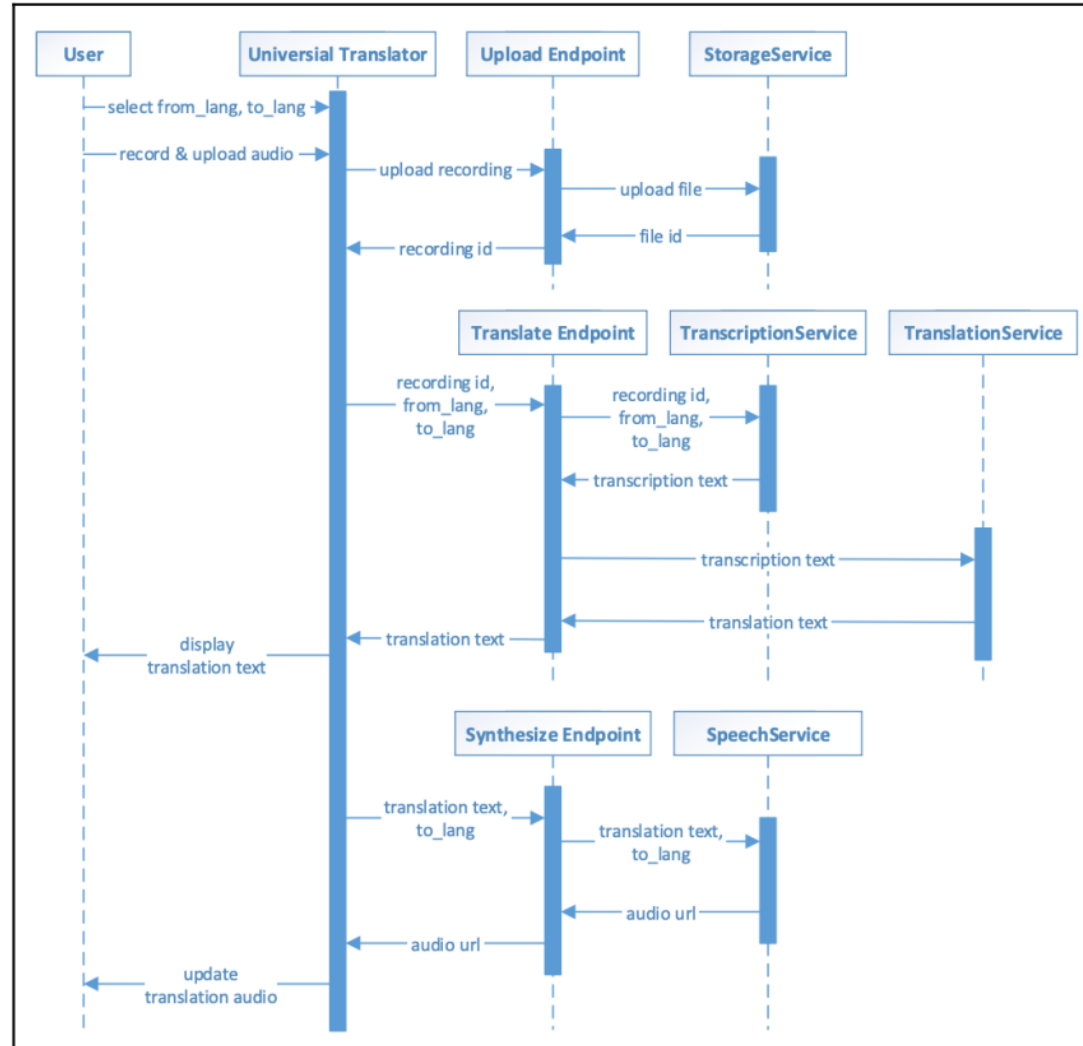 User
Universial Translator
Upload Endpoint
StorageService
select from_lang, to_lang
record & upload audio
upload recording
upload file
file id
recording id
Translate Endpoint
TranscriptionService
TranslationService
recording id,
from_lang,
to_lang
recording id,
from_lang,
to_lang
transcription text
transcription text
translation text
translation text
display
translation text
Synthesize Endpoint
SpeechService
translation text,
to_lang
translation text,
to_lang
audio url
audio url
update
translation audio